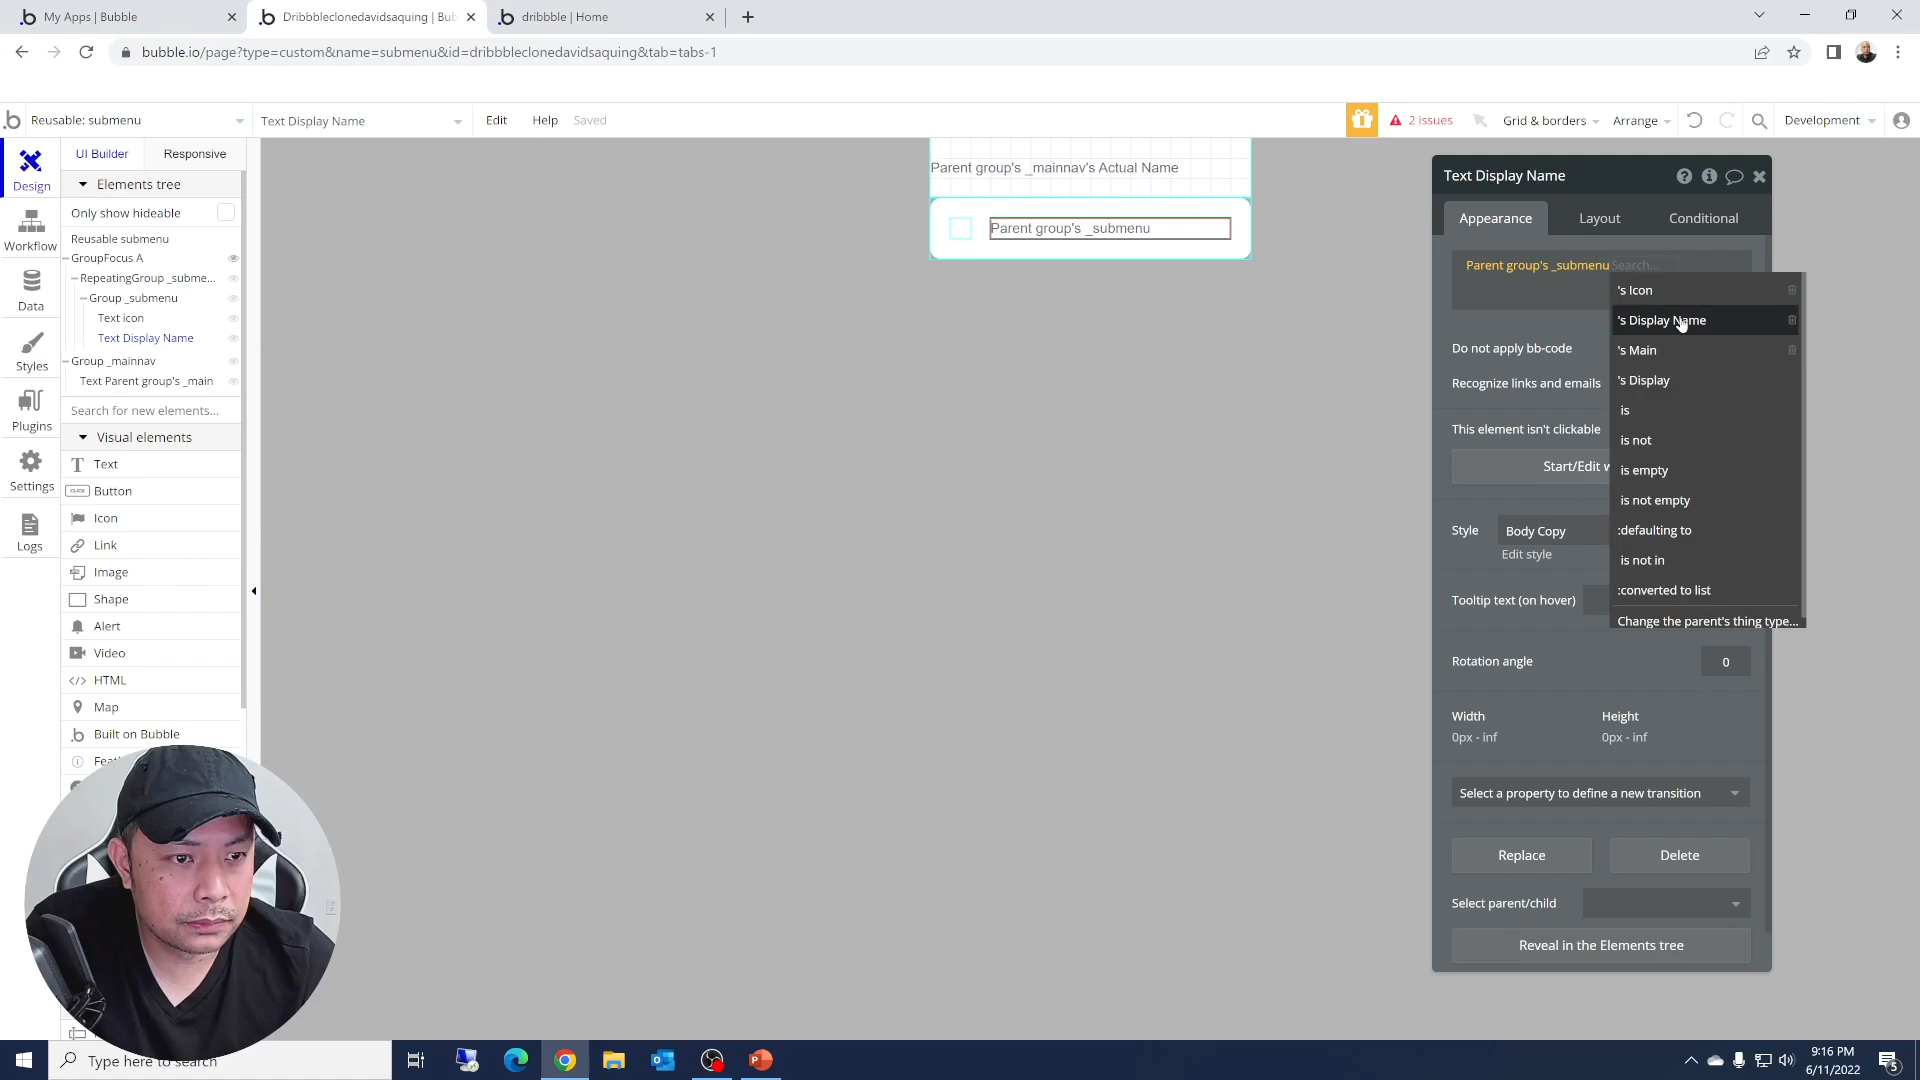 My Apps | Bubble
Dribbbleclonedavidsaquing | Bub
dribbble | Home
bubble.io/page?type=custom&name=submenu&id=dribbbleclonedavidsaquing&tab=tabs-1
Reusable: submenu
Text Display Name
Edit
Help
Saved
2 issues
Grid & borders
Arrange
Development
Design
Workflow
Data
Styles
Plugins
Settings
Logs
UI Builder
Responsive
Elements tree
Only show hideable
Reusable submenu
GroupFocus A
RepeatingGroup _subme...
Group _submenu
Text icon
Text Display Name
Group _mainnav
Text Parent group's _main
Search for new elements...
Visual elements
Text
CLICK
Button
Icon
Link
Image
Shape
Alert
Video
HTML
Map
Built on Bubble
Parent group's _mainnav's Actual Name
Parent group's _submenu
Text Display Name
Appearance
Layout
Conditional
Parent group's _submenu
Search...
's Icon
's Display Name
's Main
's Display
is
is not
is empty
is not empty
:defaulting to
is not in
:converted to list
Change the parent's thing type...
Do not apply bb-code
Recognize links and emails
This element isn't clickable
Start/Edit w
Style
Body Copy
Edit style
Tooltip text (on hover)
Rotation angle
0
Width
Height
0px - inf
0px - inf
Select a property to define a new transition
Replace
Delete
Select parent/child
Reveal in the Elements tree
Type here to search
9:16 PM
6/11/2022
5